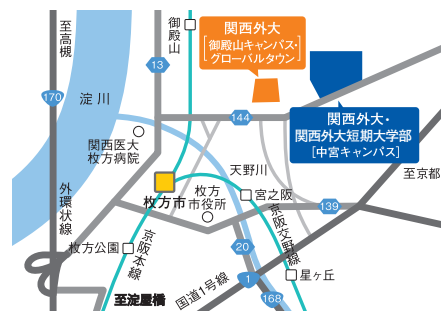 至高槻
御殿山
関西外大
[御殿山キャンパス・
グローバルタウン]
13
170
淀川
144
関西外大・
関西外大短期大学部
[中宮キャンパス]
関西医大
枚方病院
天野川
至京都
外環状線
枚方市
枚方
市役所
宮之阪
139
枚方公園
京阪本線
京阪交野線
20
1
星ヶ丘
至淀屋橋
国道1号線
168